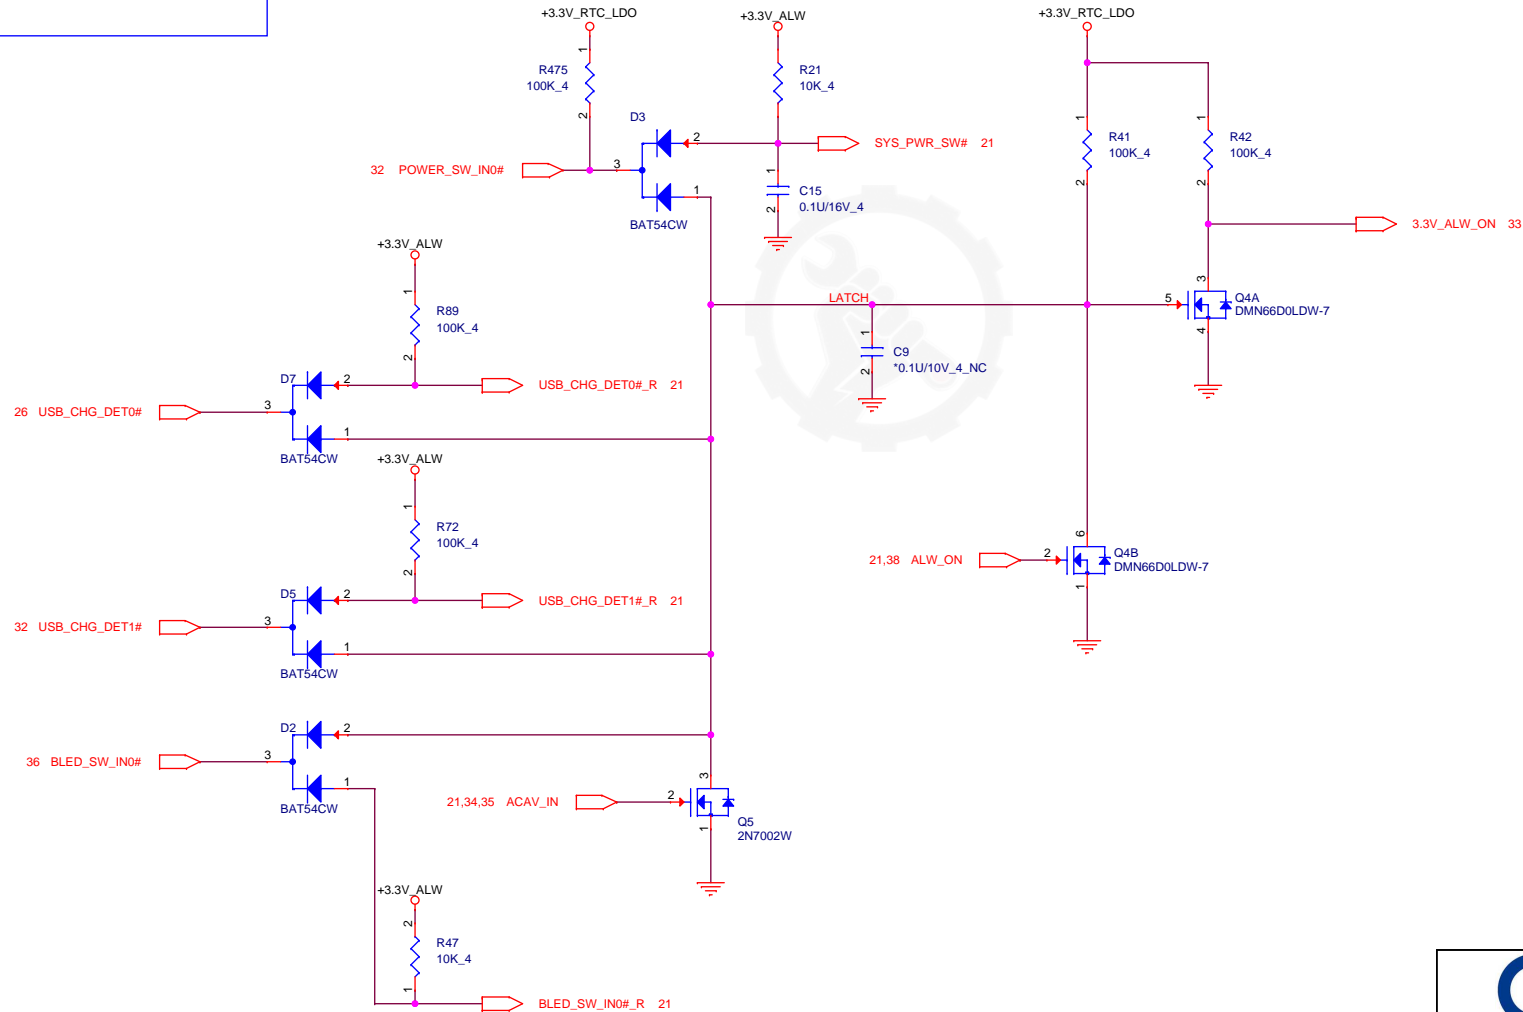 +3.3V_RTC_LDO
+3.3V_ALW
+3.3V_RTC_LDO
1
R475
100K_4
2
1
R21
10K_4
2
D3
2
SYS_PWR_SW# 21
32 POWER_SW_IN0#
3
1
BAT54CW
1
C15
0.1U/16V_4
2
1
R41
100K_4
2
1
R42
100K_4
2
3.3V_ALW_ON 33
+3.3V_ALW
1
R89
100K_4
2
LATCH
1
C9
*0.1U/10V_4_NC
2
5
3
Q4A
DMN66D0LDW-7
4
D7
2
USB_CHG_DET0#_R 21
26 USB_CHG_DET0#
3
1
BAT54CW
+3.3V_ALW
1
R72
100K_4
2
21,38 ALW_ON
2
6
Q4B
DMN66D0LDW-7
1
D5
2
USB_CHG_DET1#_R 21
32 USB_CHG_DET1#
3
1
BAT54CW
D2
2
36 BLED_SW_IN0#
3
1
BAT54CW
21,34,35 ACAV_IN
2
3
Q5
2N7002W
1
+3.3V_ALW
2
R47
10K_4
1
BLED_SW_IN0#_R 21